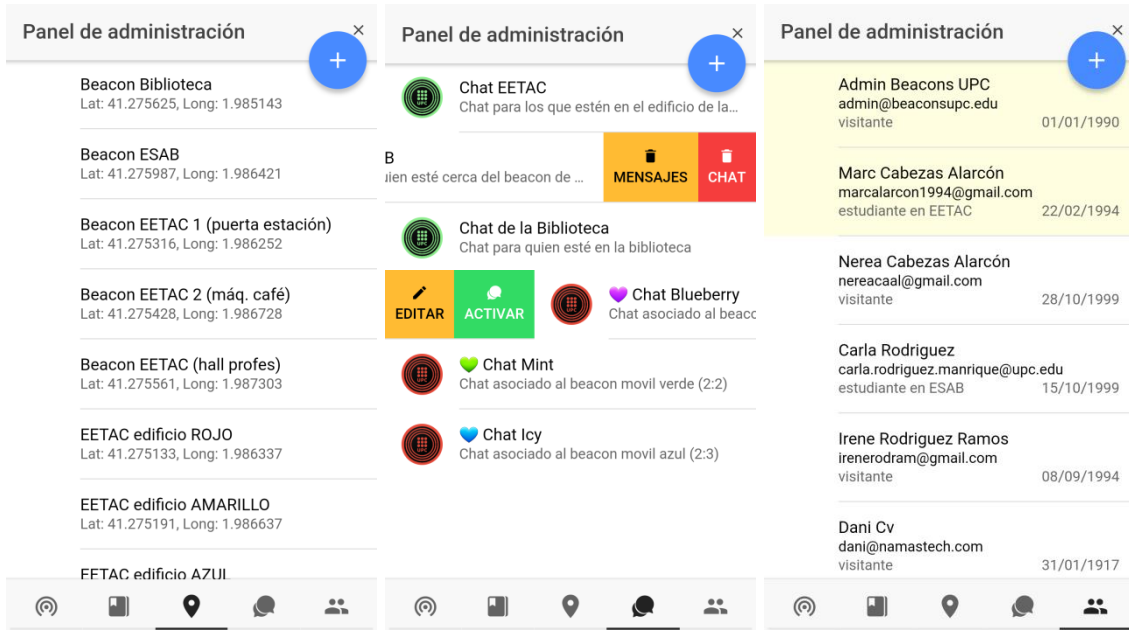 Panel de administración
×
+
Beacon Biblioteca
Lat: 41.275625, Long: 1.985143
Beacon ESAB
Lat: 41.275987, Long: 1.986421
Beacon EETAC 1 (puerta estación)
Lat: 41.275316, Long: 1.986252
Beacon EETAC 2 (máq. café)
Lat: 41.275428, Long: 1.986728
Beacon EETAC (hall profes)
Lat: 41.275561, Long: 1.987303
EETAC edificio ROJO
Lat: 41.275133, Long: 1.986337
EETAC edificio AMARILLO
Lat: 41.275191, Long: 1.986637
EETAC edificio AZUL
Panel de administración
×
+
UPC
Chat EETAC
Chat para los que estén en el edificio de la...
B
uien esté cerca del beacon de ...
MENSAJES
CHAT
UPC
Chat de la Biblioteca
Chat para quien esté en la biblioteca
EDITAR
ACTIVAR
UPC
💜 Chat Blueberry
Chat asociado al beaco
UPC
💚 Chat Mint
Chat asociado al beacon movil verde (2:2)
UPC
💙 Chat Icy
Chat asociado al beacon movil azul (2:3)
Panel de administración
×
+
Admin Beacons UPC
admin@beaconsupc.edu
visitante 01/01/1990
Marc Cabezas Alarcón
marcalarcon1994@gmail.com
estudiante en EETAC 22/02/1994
Nerea Cabezas Alarcón
nereacaal@gmail.com
visitante 28/10/1999
Carla Rodriguez
carla.rodriguez.manrique@upc.edu
estudiante en ESAB 15/10/1999
Irene Rodriguez Ramos
irenerodram@gmail.com
visitante 08/09/1994
Dani Cv
dani@namastech.com
visitante 31/01/1917